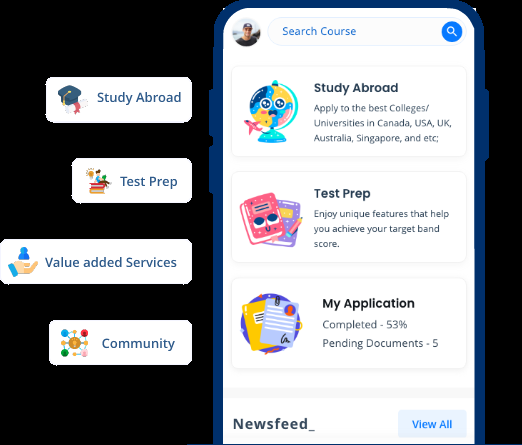 Search Course
Study Abroad
Apply to the best Colleges/
Universities in Canada, USA, UK,
Australia, Singapore, and etc;
Test Prep
Enjoy unique features that help
you achieve your target band
score.
My Application
Completed - 53%
Pending Documents - 5
Newsfeed_
View All
Study Abroad
Test Prep
Value added Services
Community